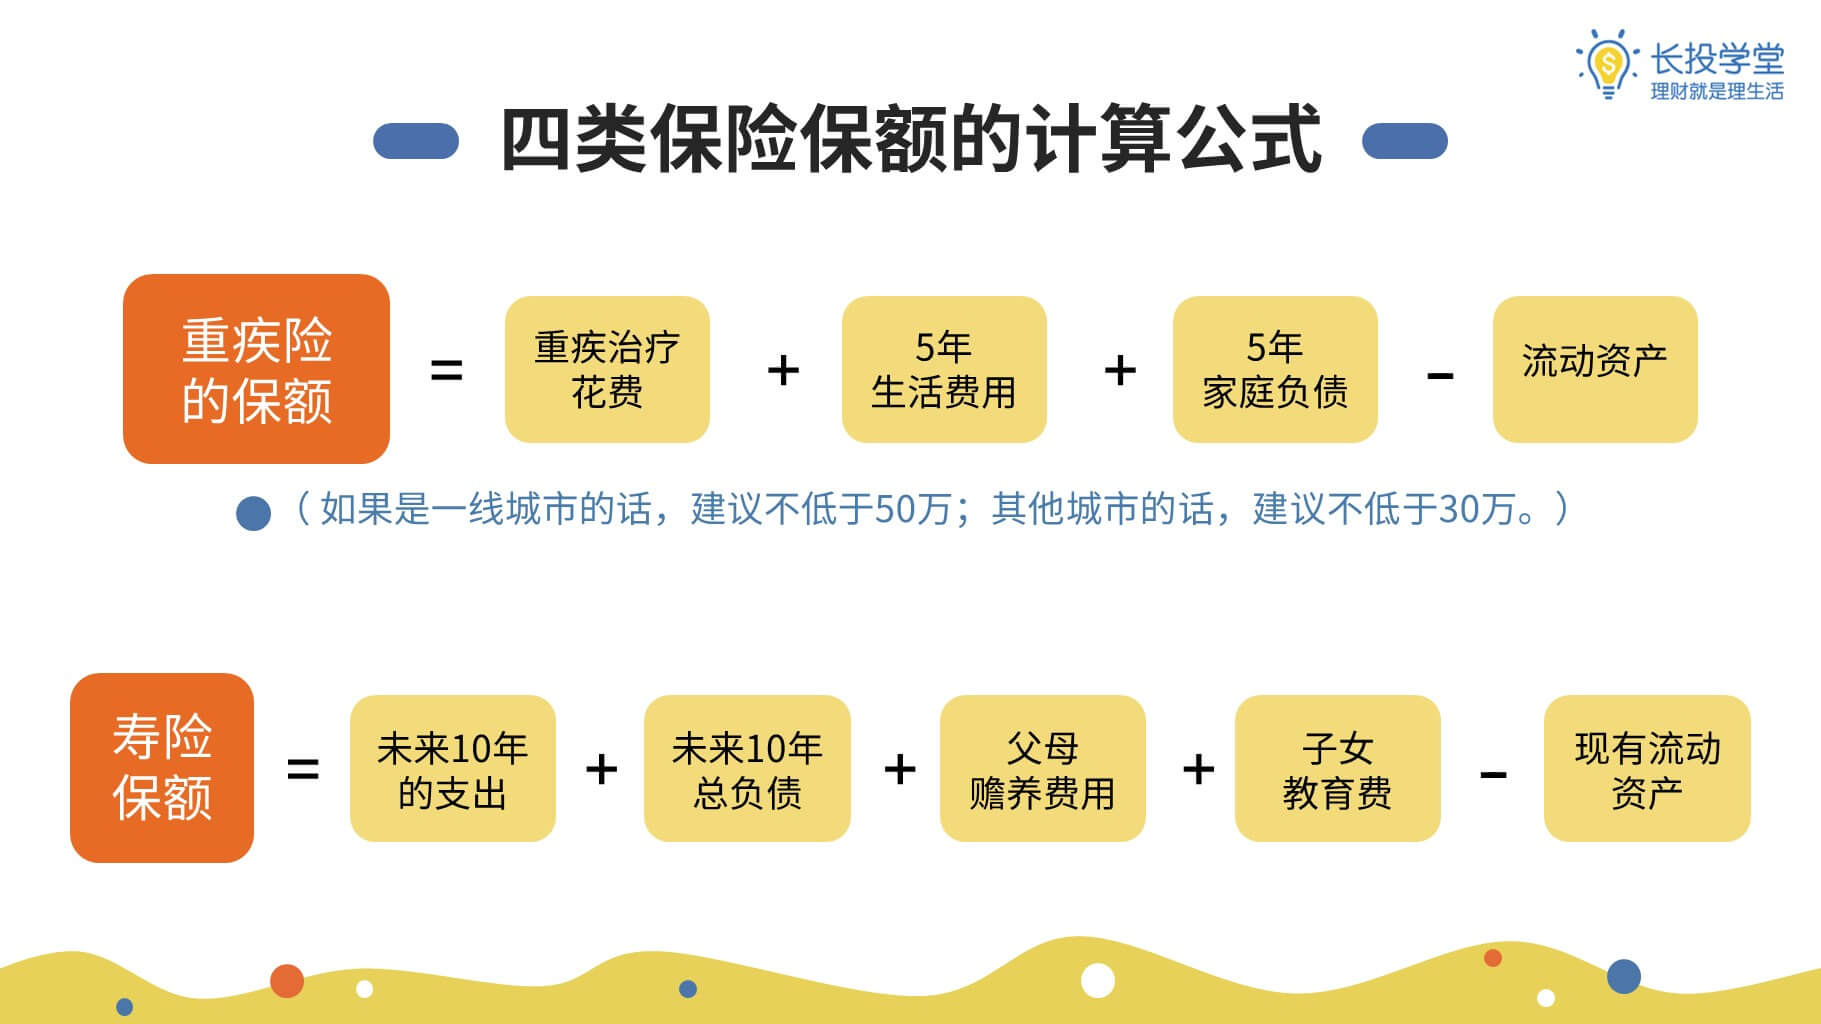 长投学堂
理财就是理生活
四类保险保额的计算公式
重疾险
的保额
=
重疾治疗
花费
+
5年
生活费用
+
5年
家庭负债
–
流动资产
（如果是一线城市的话，建议不低于50万；其他城市的话，建议不低于30万。）
寿险
保额
=
未来10年
的支出
+
未来10年
总负债
+
父母
赡养费用
+
子女
教育费
–
现有流动
资产